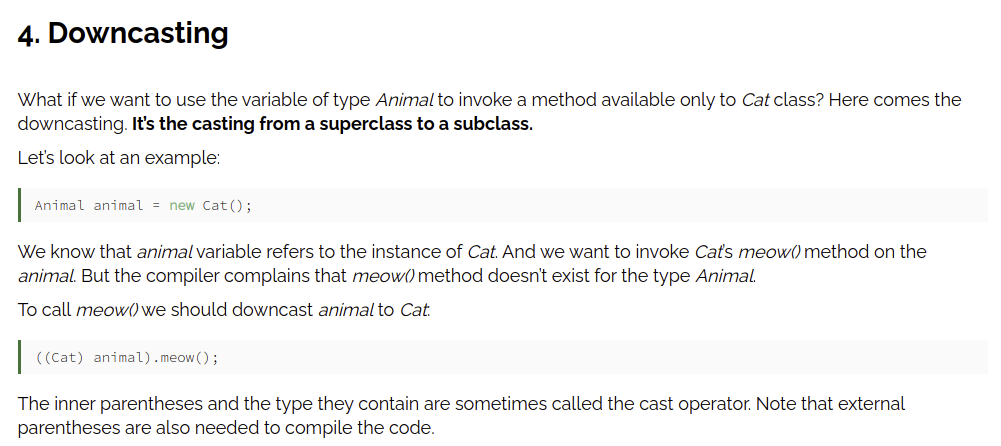 4. Downcasting
What if we want to use the variable of type Animal to invoke a method available only to Cat class? Here comes the
downcasting. It's the casting from a superclass to a subclass.
Let's look at an example:
Animal animal = new Cat();
We know that animal variable refers to the instance of Cat. And we want to invoke Cat's meow() method on the
animal. But the compiler complains that meow() method doesn't exist for the type Animal.
To call meow() we should downcast animal to Cat:
((Cat) animal).meow();
The inner parentheses and the type they contain are sometimes called the cast operator. Note that external
parentheses are also needed to compile the code.